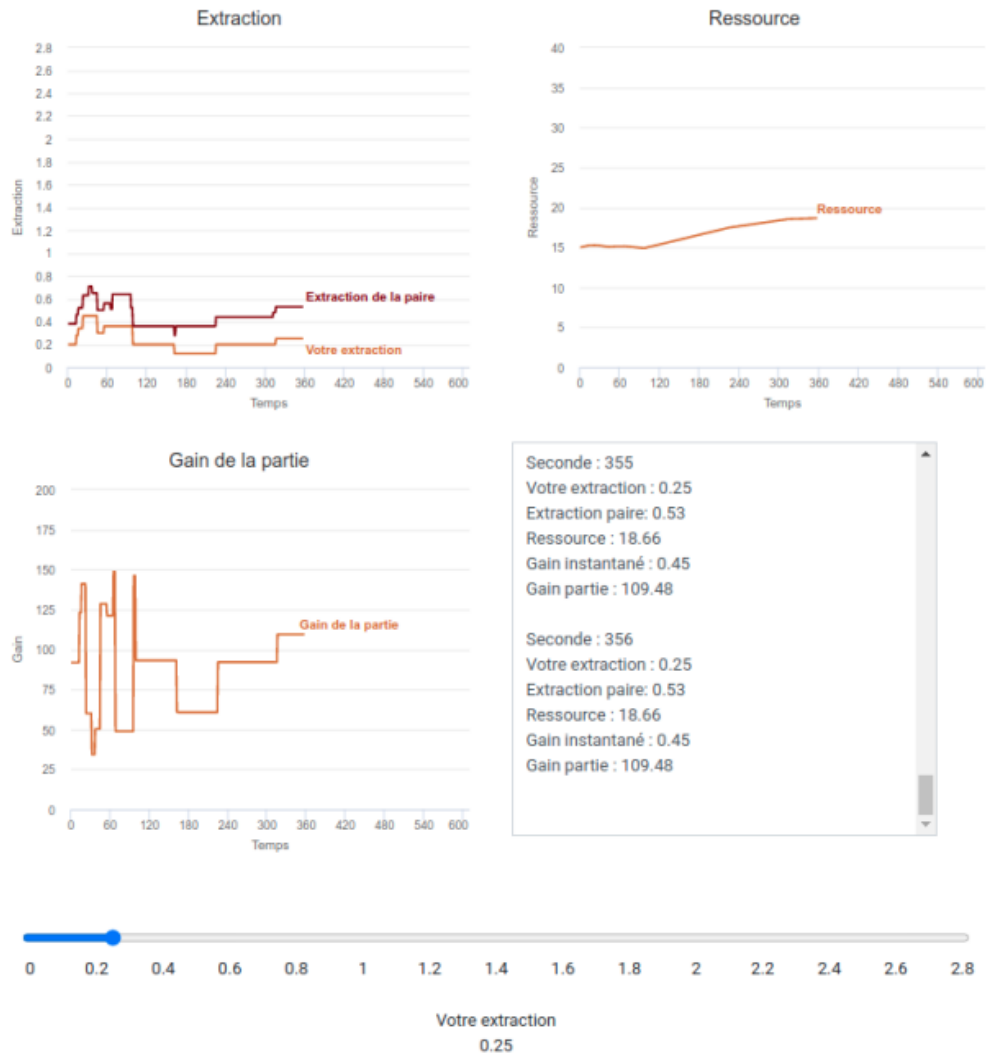 Extraction
2.8
2.6
2.4
2.2
2
1.8
1.6
1.4
1.2
1
0.8
0.6
0.4
0.2
0
Extraction
Extraction de la paire
Votre extraction
0 60 120 180 240 300 360 420 480 540 600
Temps
Ressource
40
35
30
25
20
15
10
5
0
Ressource
Ressource
0 60 120 180 240 300 360 420 480 540 600
Temps
Gain de la partie
200
175
150
125
100
75
50
25
0
Gain
Gain de la partie
0 60 120 180 240 300 360 420 480 540 600
Temps
Seconde : 355
Votre extraction : 0.25
Extraction paire: 0.53
Ressource : 18.66
Gain instantané : 0.45
Gain partie : 109.48
Seconde : 356
Votre extraction : 0.25
Extraction paire: 0.53
Ressource : 18.66
Gain instantané : 0.45
Gain partie : 109.48
0 0.2 0.4 0.6 0.8 1 1.2 1.4 1.6 1.8 2 2.2 2.4 2.6 2.8
Votre extraction
0.25